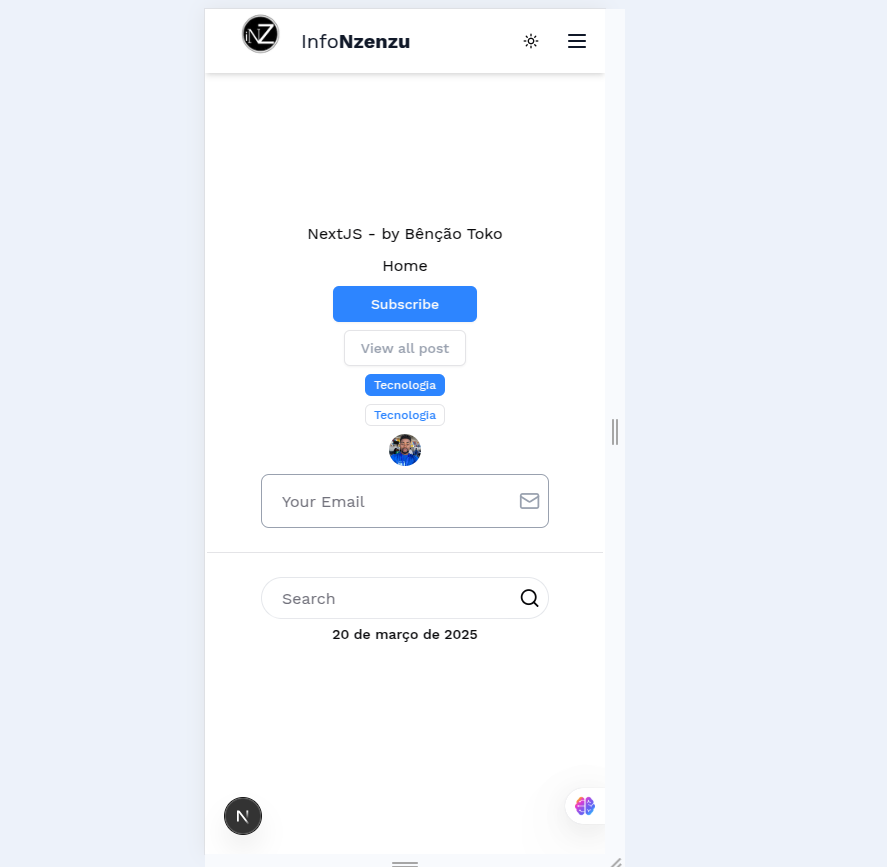 iNZ
InfoNzenzu
NextJS - by Bênção Toko
Home
Subscribe
View all post
Tecnologia
Tecnologia
Your Email
Search
20 de março de 2025
N